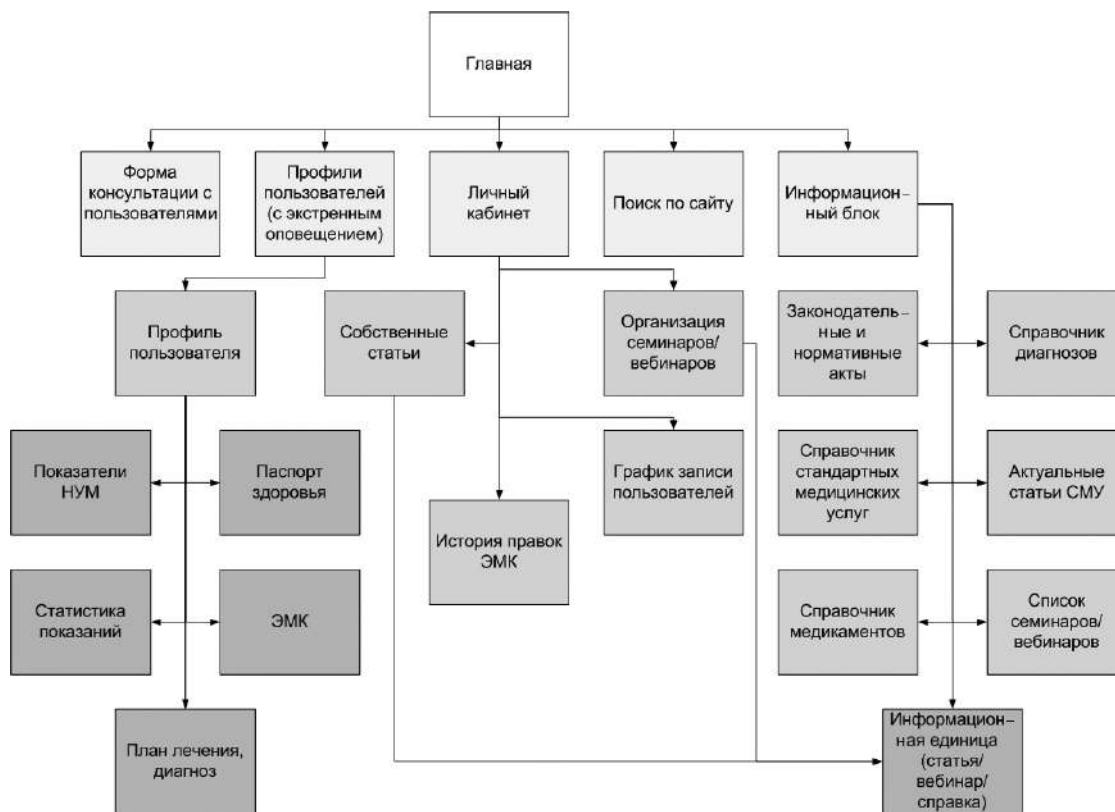 Главная
Форма
консультации с
пользователями
Профили
пользователей
(с экстренным
оповещением)
Личный
кабинет
Поиск по сайту
Информацион–
ный блок
Профиль
пользователя
Собственные
статьи
Организация
семинаров/
вебинаров
Законодатель–
ные и
нормативные
акты
Справочник
диагнозов
Показатели
НУМ
Паспорт
здоровья
График записи
пользователей
Справочник
стандартных
медицинских
услуг
Актуальные
статьи СМУ
История правок
ЭМК
Статистика
показаний
ЭМК
Справочник
медикаментов
Список
семинаров/
вебинаров
План лечения,
диагноз
Информацион–
ная единица
(статья/
вебинар/
справка)